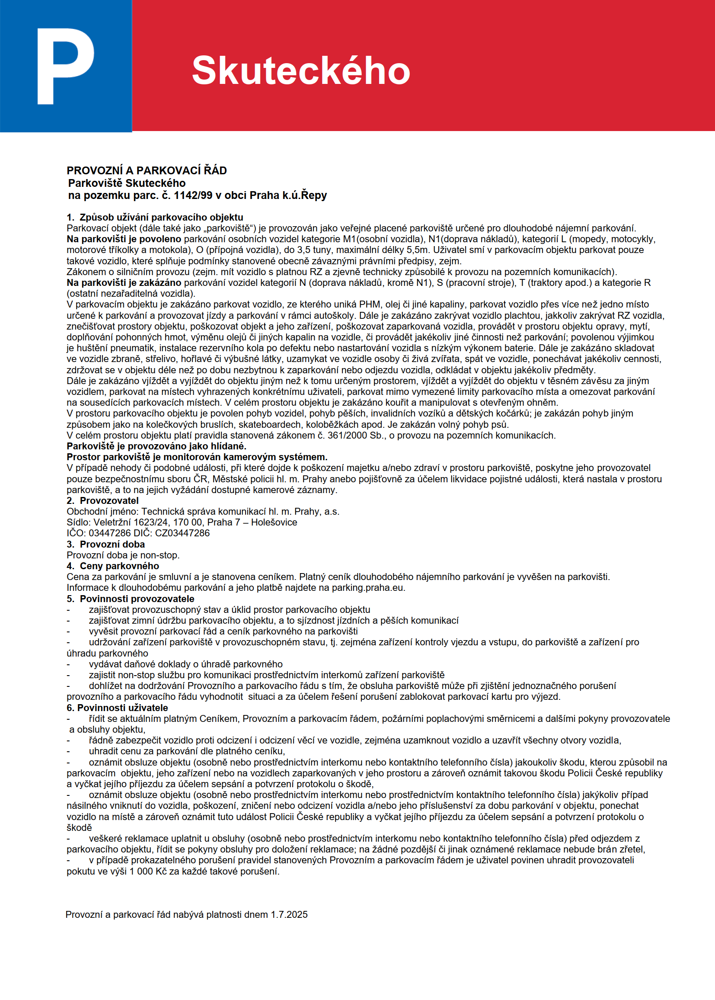 P
Skuteckého
PROVOZNÍ A PARKOVACÍ ŘÁD
Parkoviště Skuteckého
na pozemku parc. č. 1142/99 v obci Praha k.ú.Řepy
1. Způsob užívání parkovacího objektu
Parkovací objekt (dále také jako „parkoviště“) je provozován jako veřejné placené parkoviště určené pro dlouhodobé nájemní parkování.
Na parkovišti je povoleno parkování osobních vozidel kategorie M1(osobní vozidla), N1(doprava nákladů), kategorií L (mopedy, motocykly,
motorové tříkolky a motokola), O (přípojná vozidla), do 3,5 tuny, maximální délky 5,5m. Uživatel smí v parkovacím objektu parkovat pouze
takové vozidlo, které splňuje podmínky stanovené obecně závaznými právními předpisy, zejm.
Zákonem o silničním provozu (zejm. mít vozidlo s platnou RZ a zjevně technicky způsobilé k provozu na pozemních komunikacích).
Na parkovišti je zakázáno parkování vozidel kategorií N (doprava nákladů, kromě N1), S (pracovní stroje), T (traktory apod.) a kategorie R
(ostatní nezařaditelná vozidla).
V parkovacím objektu je zakázáno parkovat vozidlo, ze kterého uniká PHM, olej či jiné kapaliny, parkovat vozidlo přes více než jedno místo
určené k parkování a provozovat jízdy a parkování v rámci autoškoly. Dále je zakázáno zakrývat vozidlo plachtou, jakkoliv zakrývat RZ vozidla,
znečišťovat prostory objektu, poškozovat objekt a jeho zařízení, poškozovat zaparkovaná vozidla, provádět v prostoru objektu opravy, mytí,
doplňování pohonných hmot, výměnu olejů či jiných kapalin na vozidle, či provádět jakékoliv jiné činnosti než parkování; povolenou výjimkou
je huštění pneumatik, instalace rezervního kola po defektu nebo nastartování vozidla s nízkým výkonem baterie. Dále je zakázáno skladovat
ve vozidle zbraně, střelivo, hořlavé či výbušné látky, uzamykat ve vozidle osoby či živá zvířata, spát ve vozidle, ponechávat jakékoliv cennosti,
zdržovat se v objektu déle než po dobu nezbytnou k zaparkování nebo odjezdu vozidla, odkládat v objektu jakékoliv předměty.
Dále je zakázáno vjíždět a vyjíždět do objektu jiným než k tomu určeným prostorem, vjíždět a vyjíždět do objektu v těsném závěsu za jiným
vozidlem, parkovat na místech vyhrazených konkrétnímu uživateli, parkovat mimo vymezené limity parkovacího místa a omezovat parkování
na sousedících parkovacích místech. V celém prostoru objektu je zakázáno kouřit a manipulovat s otevřeným ohněm.
V prostoru parkovacího objektu je povolen pohyb vozidel, pohyb pěších, invalidních vozíků a dětských kočárků; je zakázán pohyb jiným
způsobem jako na kolečkových bruslích, skateboardech, koloběžkách apod. Je zakázán volný pohyb psů.
V celém prostoru objektu platí pravidla stanovená zákonem č. 361/2000 Sb., o provozu na pozemních komunikacích.
Parkoviště je provozováno jako hlídané.
Prostor parkoviště je monitorován kamerovým systémem.
V případě nehody či podobné události, při které dojde k poškození majetku a/nebo zdraví v prostoru parkoviště, poskytne jeho provozovatel
pouze bezpečnostnímu sboru ČR, Městské policii hl. m. Prahy anebo pojišťovně za účelem likvidace pojistné události, která nastala v prostoru
parkoviště, a to na jejich vyžádání dostupné kamerové záznamy.
2. Provozovatel
Obchodní jméno: Technická správa komunikací hl. m. Prahy, a.s.
Sídlo: Veletržní 1623/24, 170 00, Praha 7 – Holešovice
IČO: 03447286 DIČ: CZ03447286
3. Provozní doba
Provozní doba je non-stop.
4. Ceny parkovného
Cena za parkování je smluvní a je stanovena ceníkem. Platný ceník dlouhodobého nájemního parkování je vyvěšen na parkovišti.
Informace k dlouhodobému parkování a jeho platbě najdete na parking.praha.eu.
5. Povinnosti provozovatele
- zajišťovat provozuschopný stav a úklid prostor parkovacího objektu
- zajišťovat zimní údržbu parkovacího objektu, a to sjízdnost jízdních a pěších komunikací
- vyvěsit provozní parkovací řád a ceník parkovného na parkovišti
- udržování zařízení parkoviště v provozuschopném stavu, tj. zejména zařízení kontroly vjezdu a vstupu, do parkoviště a zařízení pro
úhradu parkovného
- vydávat daňové doklady o úhradě parkovného
- zajistit non-stop službu pro komunikaci prostřednictvím interkomů zařízení parkoviště
- dohlížet na dodržování Provozního a parkovacího řádu s tím, že obsluha parkoviště může při zjištění jednoznačného porušení
provozního a parkovacího řádu vyhodnotit situaci a za účelem řešení porušení zablokovat parkovací kartu pro výjezd.
6. Povinnosti uživatele
- řídit se aktuálním platným Ceníkem, Provozním a parkovacím řádem, požárními poplachovými směrnicemi a dalšími pokyny provozovatele
a obsluhy objektu,
- řádně zabezpečit vozidlo proti odcizení i odcizení věcí ve vozidle, zejména uzamknout vozidlo a uzavřít všechny otvory vozidla,
- uhradit cenu za parkování dle platného ceníku,
- oznámit obsluze objektu (osobně nebo prostřednictvím interkomu nebo kontaktního telefonního čísla) jakoukoliv škodu, kterou způsobil na
parkovacím objektu, jeho zařízení nebo na vozidlech zaparkovaných v jeho prostoru a zároveň oznámit takovou škodu Policii České republiky
a vyčkat jejího příjezdu za účelem sepsání a potvrzení protokolu o škodě,
- oznámit obsluze objektu (osobně nebo prostřednictvím interkomu nebo prostřednictvím kontaktního telefonního čísla) jakýkoliv případ
násilného vniknutí do vozidla, poškození, zničení nebo odcizení vozidla a/nebo jeho příslušenství za dobu parkování v objektu, ponechat
vozidlo na místě a zároveň oznámit tuto událost Policii České republiky a vyčkat jejího příjezdu za účelem sepsání a potvrzení protokolu o
škodě
- veškeré reklamace uplatnit u obsluhy (osobně nebo prostřednictvím interkomu nebo kontaktního telefonního čísla) před odjezdem z
parkovacího objektu, řídit se pokyny obsluhy pro doložení reklamace; na žádné pozdější či jinak oznámené reklamace nebude brán zřetel,
- v případě prokazatelného porušení pravidel stanovených Provozním a parkovacím řádem je uživatel povinen uhradit provozovateli
pokutu ve výši 1 000 Kč za každé takové porušení.
Provozní a parkovací řád nabývá platnosti dnem 1.7.2025